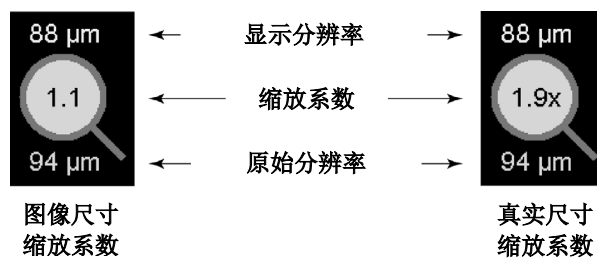 88 µm 显示分辨率 88 µm
1.1 缩放系数 1.9x
94 µm 原始分辨率 94 µm
图像尺寸 真实尺寸
缩放系数 缩放系数